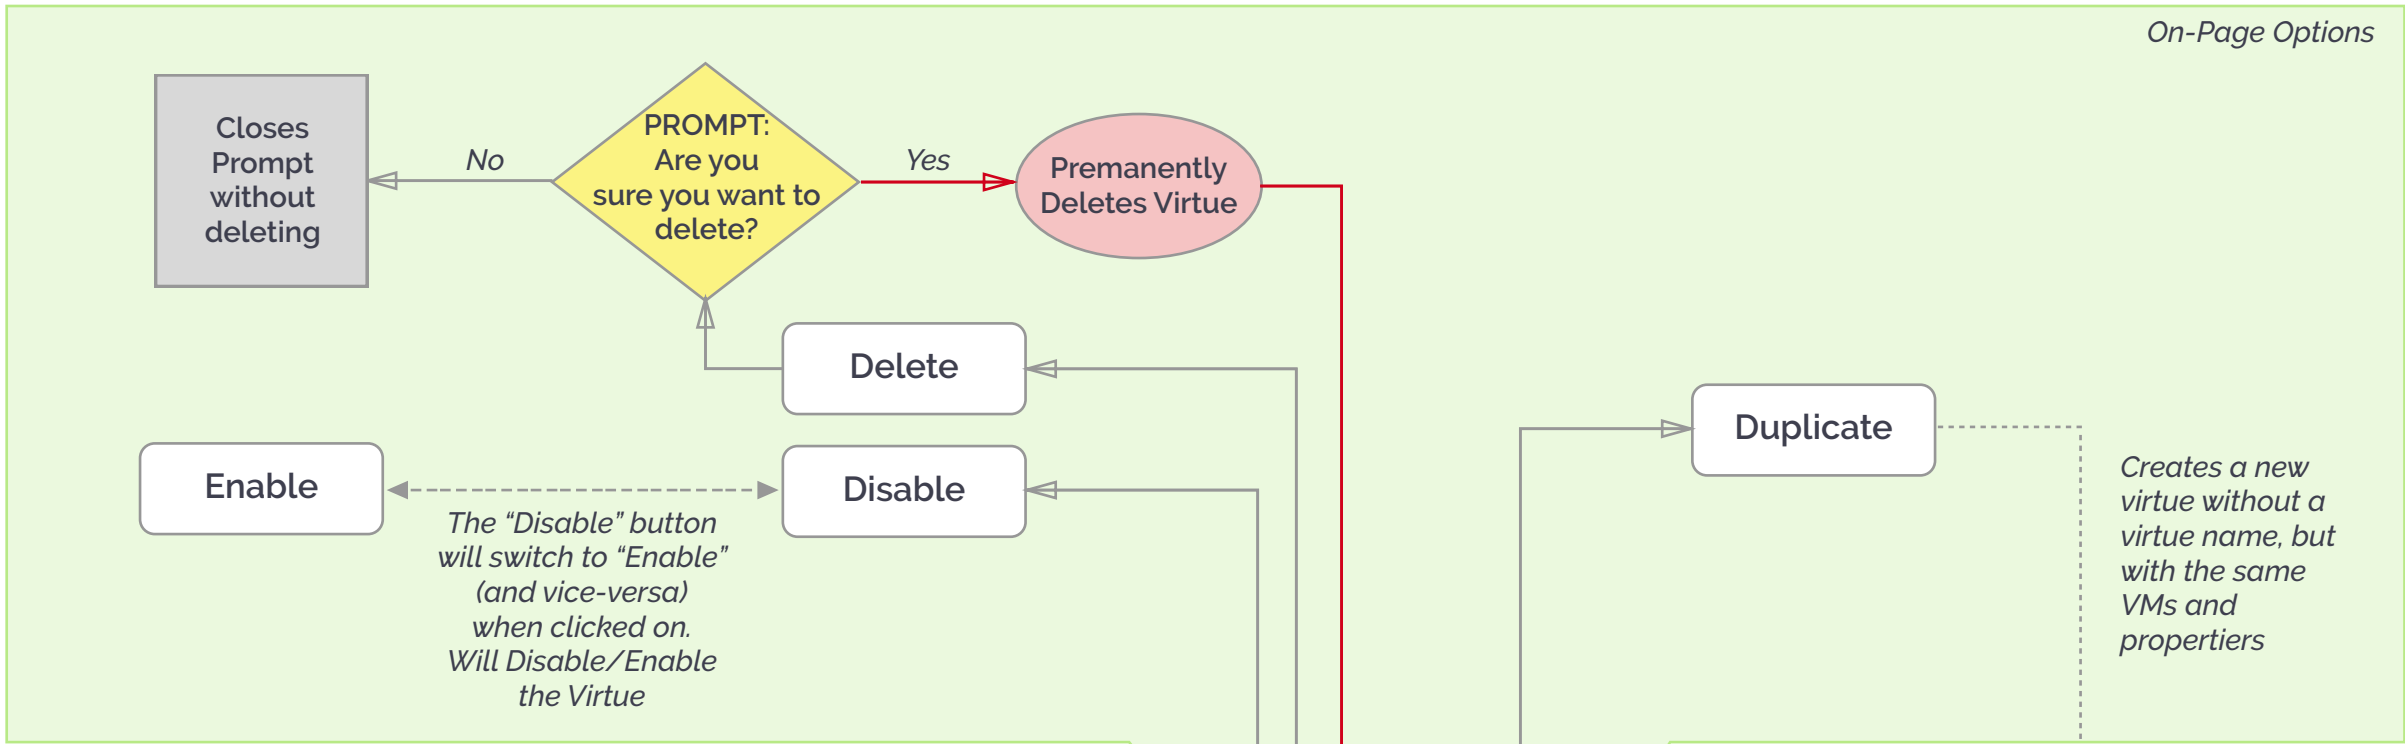 On-Page Options
Closes
Prompt
without
deleting
No
PROMPT:
Are you
sure you want to
delete?
Yes
Premanently
Deletes Virtue
Delete
Enable
Disable
The “Disable” button
will switch to “Enable”
(and vice-versa)
when clicked on.
Will Disable/Enable
the Virtue
Duplicate
Creates a new
virtue without a
virtue name, but
with the same
VMs and
propertiers